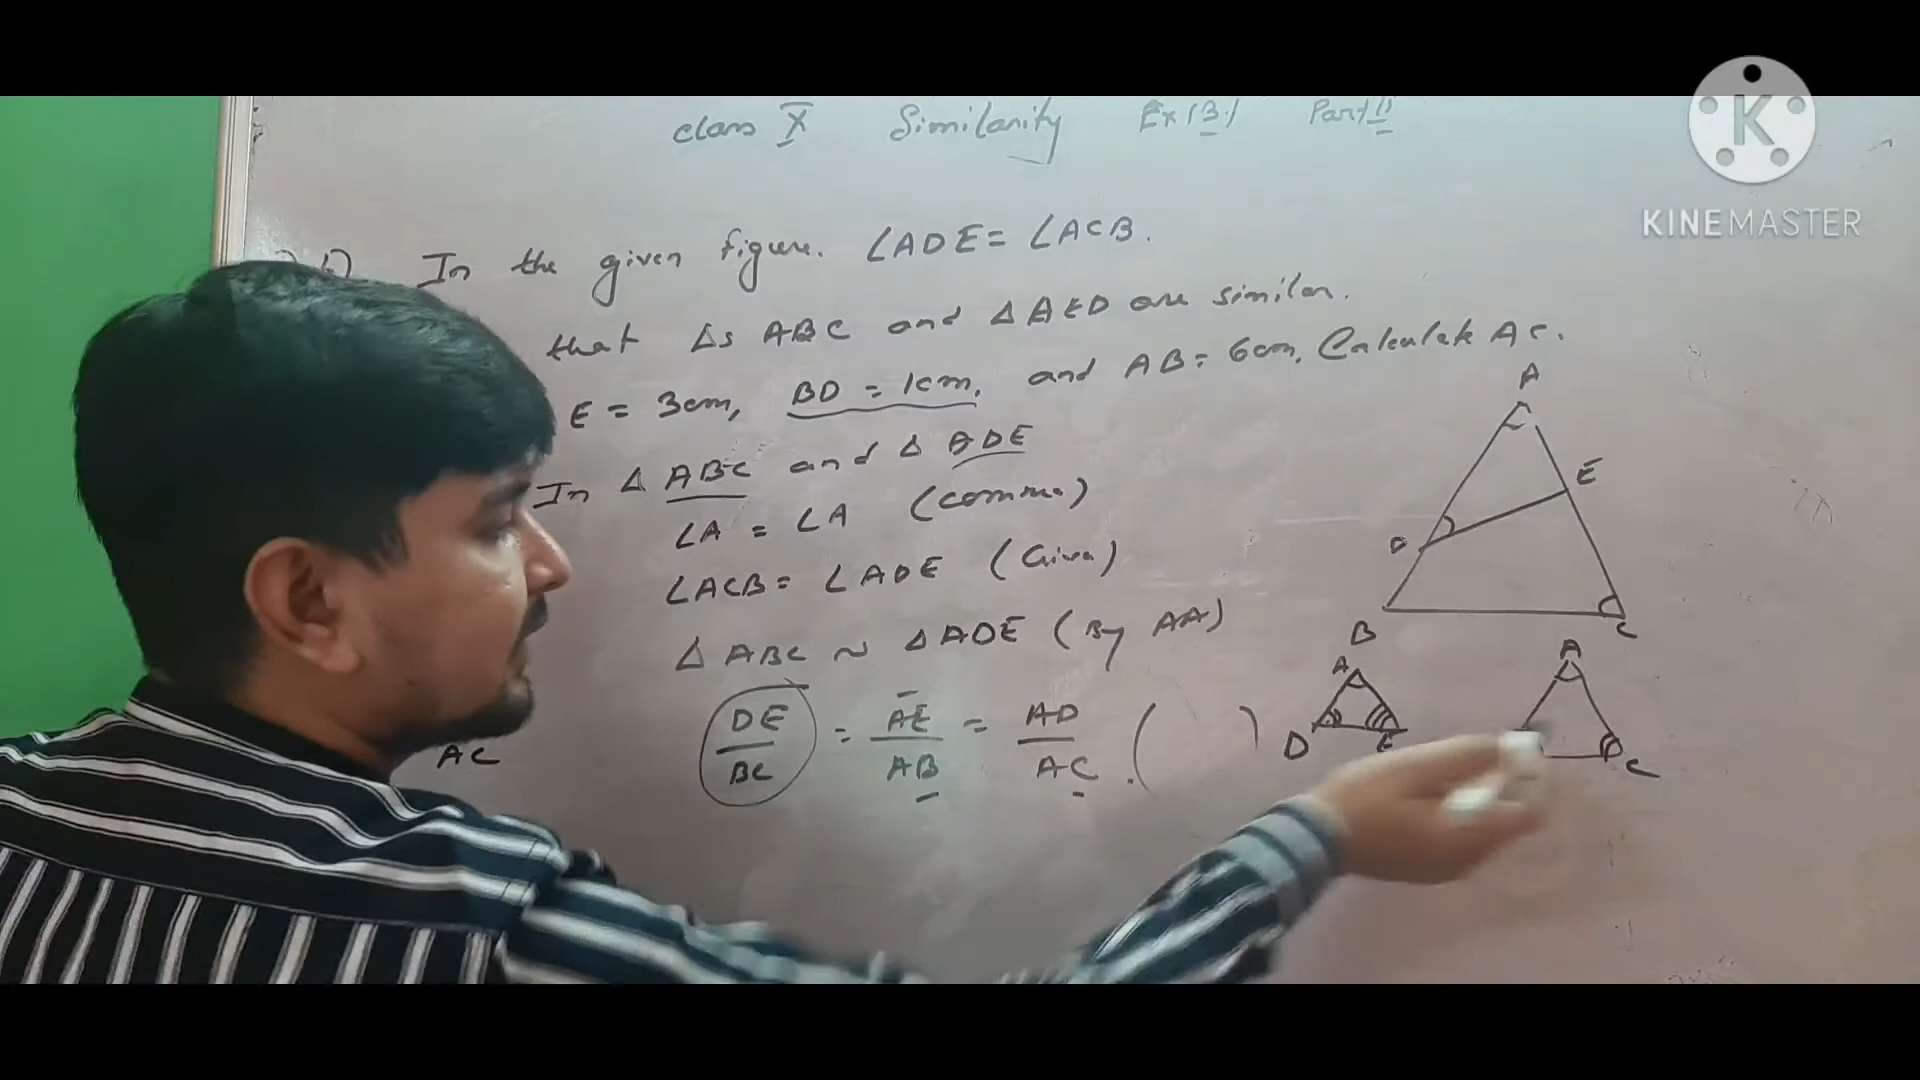 class X Similarity Ex 13.1 Part II
KINEMASTER
In the given figure. ∠ADE = ∠ACB.
that Δs ABC and ΔAED are similar.
E = 3cm, BD = 1cm, and AB = 6cm, Calculate AC.
In Δ ABC and Δ ADE
∠A = ∠A (common)
∠ACB = ∠ADE (Given)
Δ ABC ~ Δ ADE (By AA)
DE/BC = AE/AB = AD/AC . ( )
AC
A
E
D
B
C
A
D
E
A
C